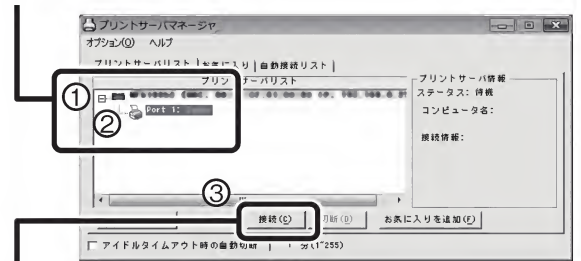 プリントサーバマネージャ
オプション(O) ヘルプ
プリントサーバリスト お気に入り 自動接続リスト
プリントサーバリスト
①
②
Port 1:
プリントサーバ情報
ステータス: 待機
コンピュータ名:
接続情報:
③
接続(C) 切断(D) お気に入りを追加(F)
アイドルタイムアウト時の自動切断 分(1~255)